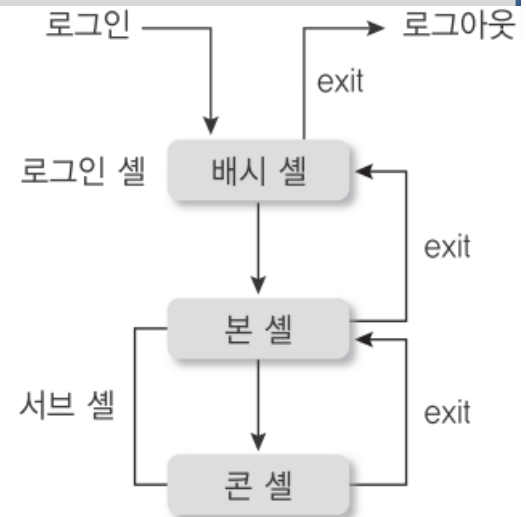 로그인
로그아웃
exit
로그인 셸
배시 셸
exit
본 셸
서브 셸
exit
콘 셸